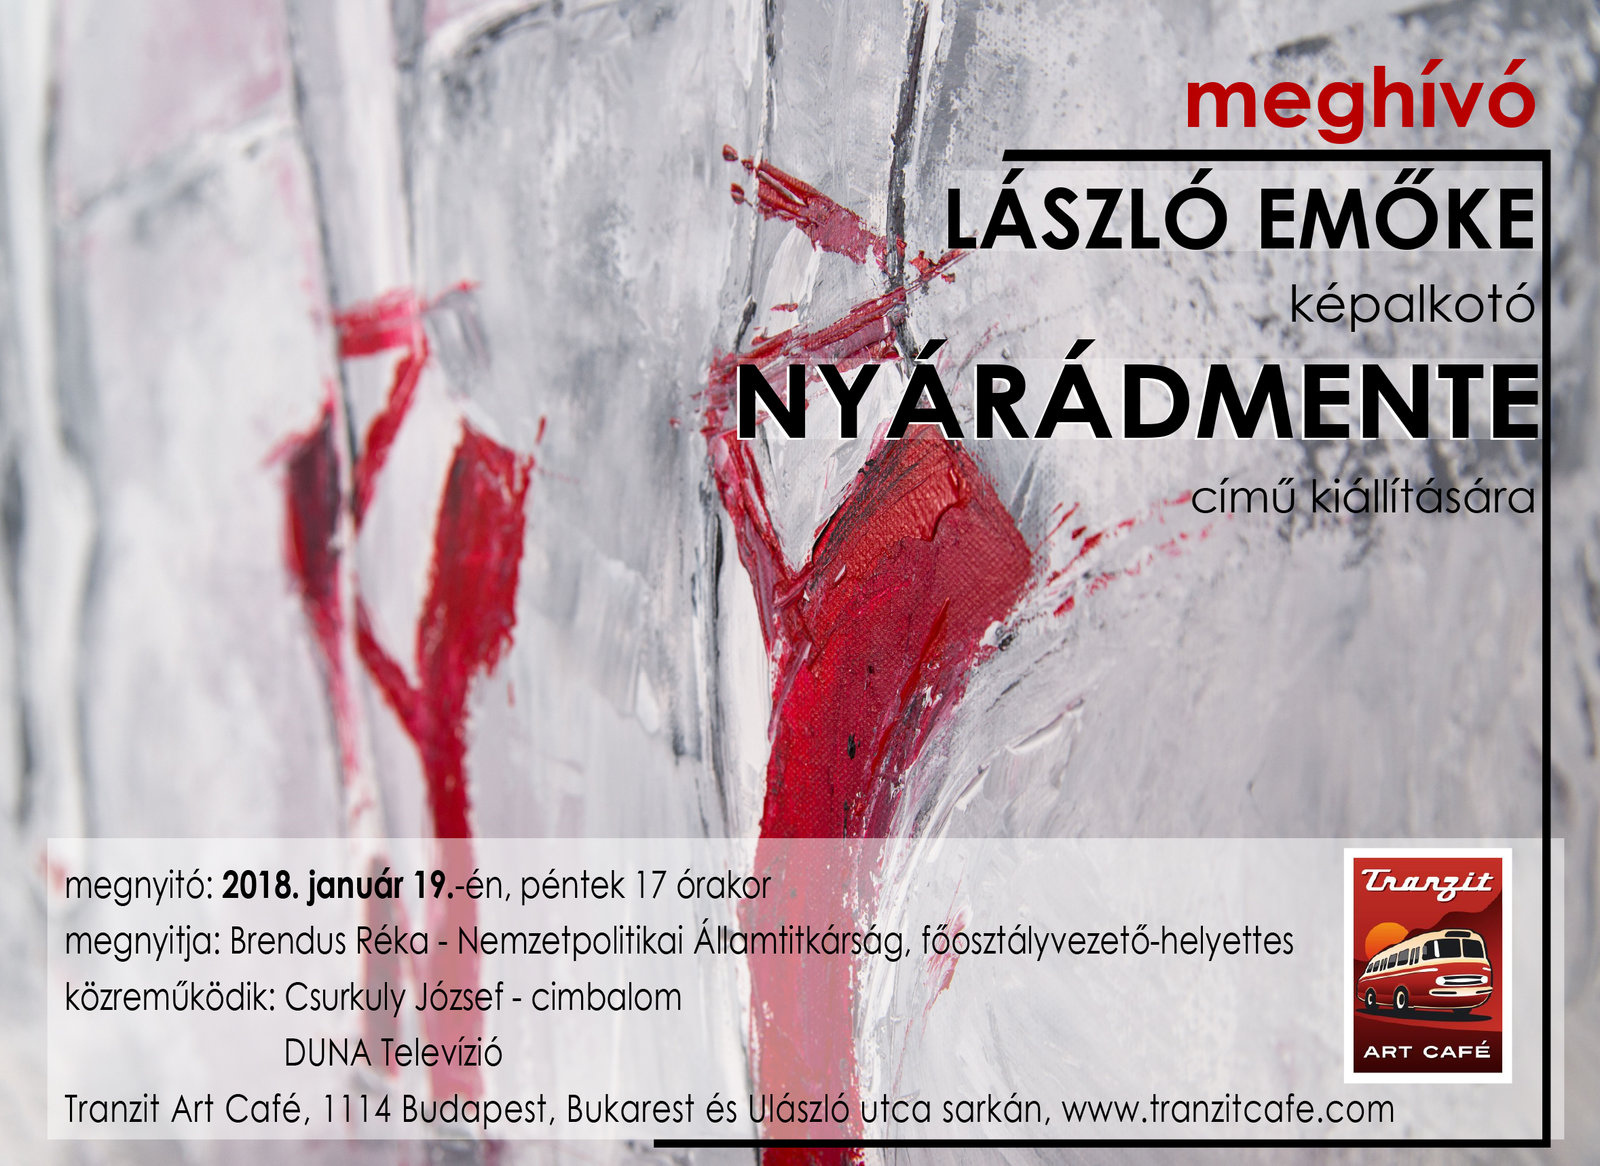 meghívó
LÁSZLÓ EMŐKE
képalkotó
NYÁRÁDMENTE
című kiállítására
megnyitó: 2018. január 19.-én, péntek 17 órakor
megnyitja: Brendus Réka - Nemzetpolitikai Államtitkárság, főosztályvezető-helyettes
közreműködik: Csurkuly József - cimbalom
DUNA Televízió
Tranzit Art Café, 1114 Budapest, Bukarest és Ulászló utca sarkán, www.tranzitcafe.com
Tranzit
ART CAFÉ